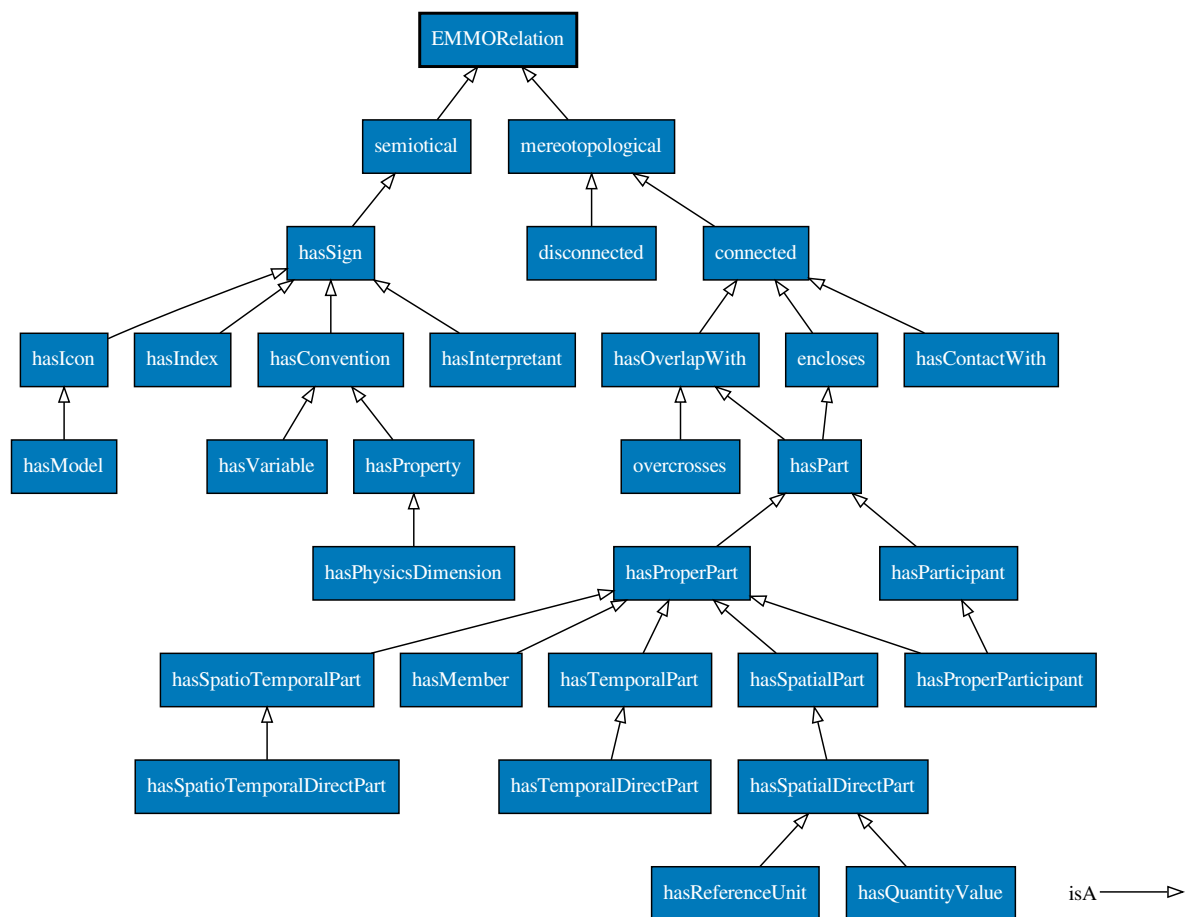 EMMORelation
semiotical
mereotopological
hasSign
disconnected
connected
hasIcon
hasIndex
hasConvention
hasInterpretant
hasOverlapWith
encloses
hasContactWith
hasModel
hasVariable
hasProperty
overcrosses
hasPart
hasPhysicsDimension
hasProperPart
hasParticipant
hasSpatioTemporalPart
hasMember
hasTemporalPart
hasSpatialPart
hasProperParticipant
hasSpatioTemporalDirectPart
hasTemporalDirectPart
hasSpatialDirectPart
hasReferenceUnit
hasQuantityValue
isA